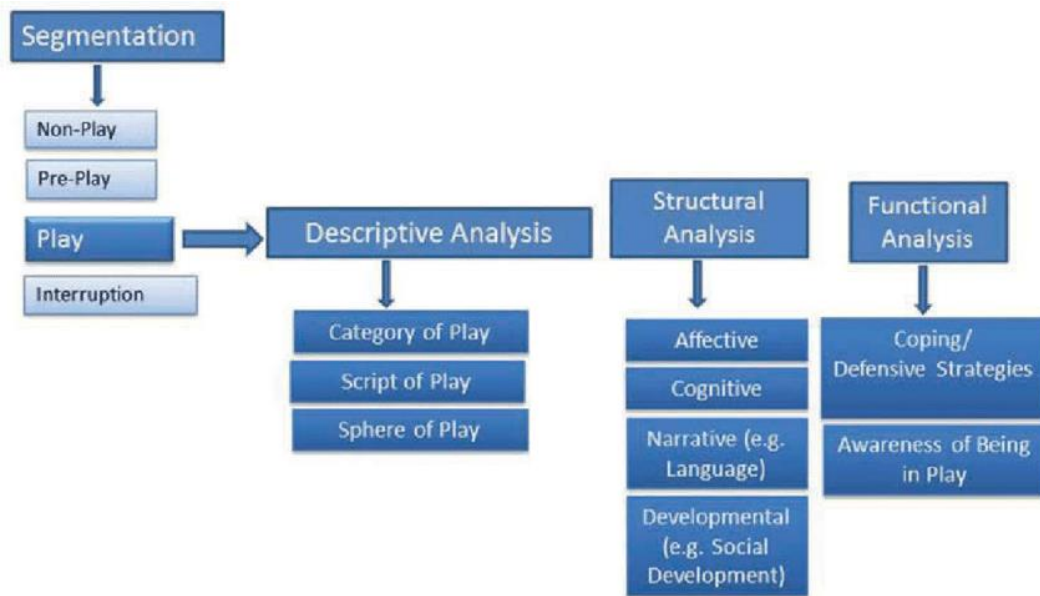 Segmentation
Non-Play
Pre-Play
Play
Interruption
Descriptive Analysis
Category of Play
Script of Play
Sphere of Play
Structural
Analysis
Affective
Cognitive
Narrative (e.g.
Language)
Developmental
(e.g. Social
Development)
Functional
Analysis
Coping/
Defensive Strategies
Awareness of Being
in Play